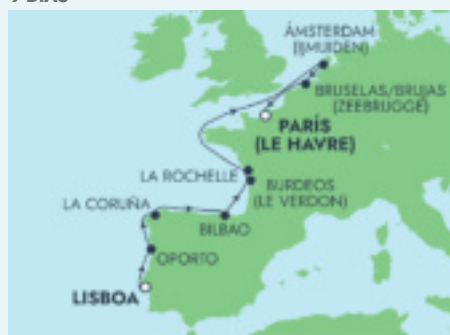 9 DÍAS
ÁMSTERDAM
(IJMUIDEN)
BRUSELAS/BRUJAS
(ZEEBRUGGE)
PARÍS
(LE HAVRE)
LA ROCHELLE
BURDEOS
(LE VERDON)
LA CORUÑA
BILBAO
OPORTO
LISBOA